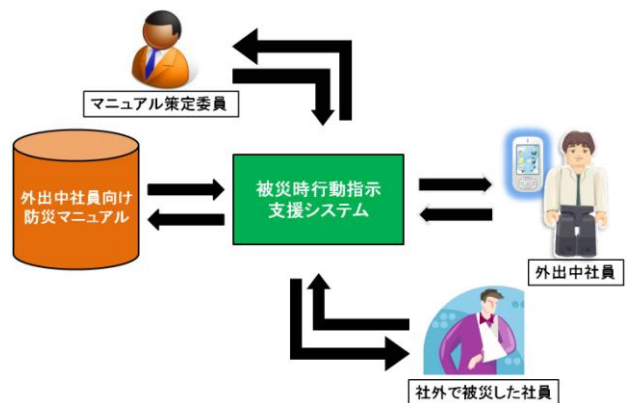 マニュアル策定委員
外出中社員向け
防災マニュアル
被災時行動指示
支援システム
外出中社員
社外で被災した社員